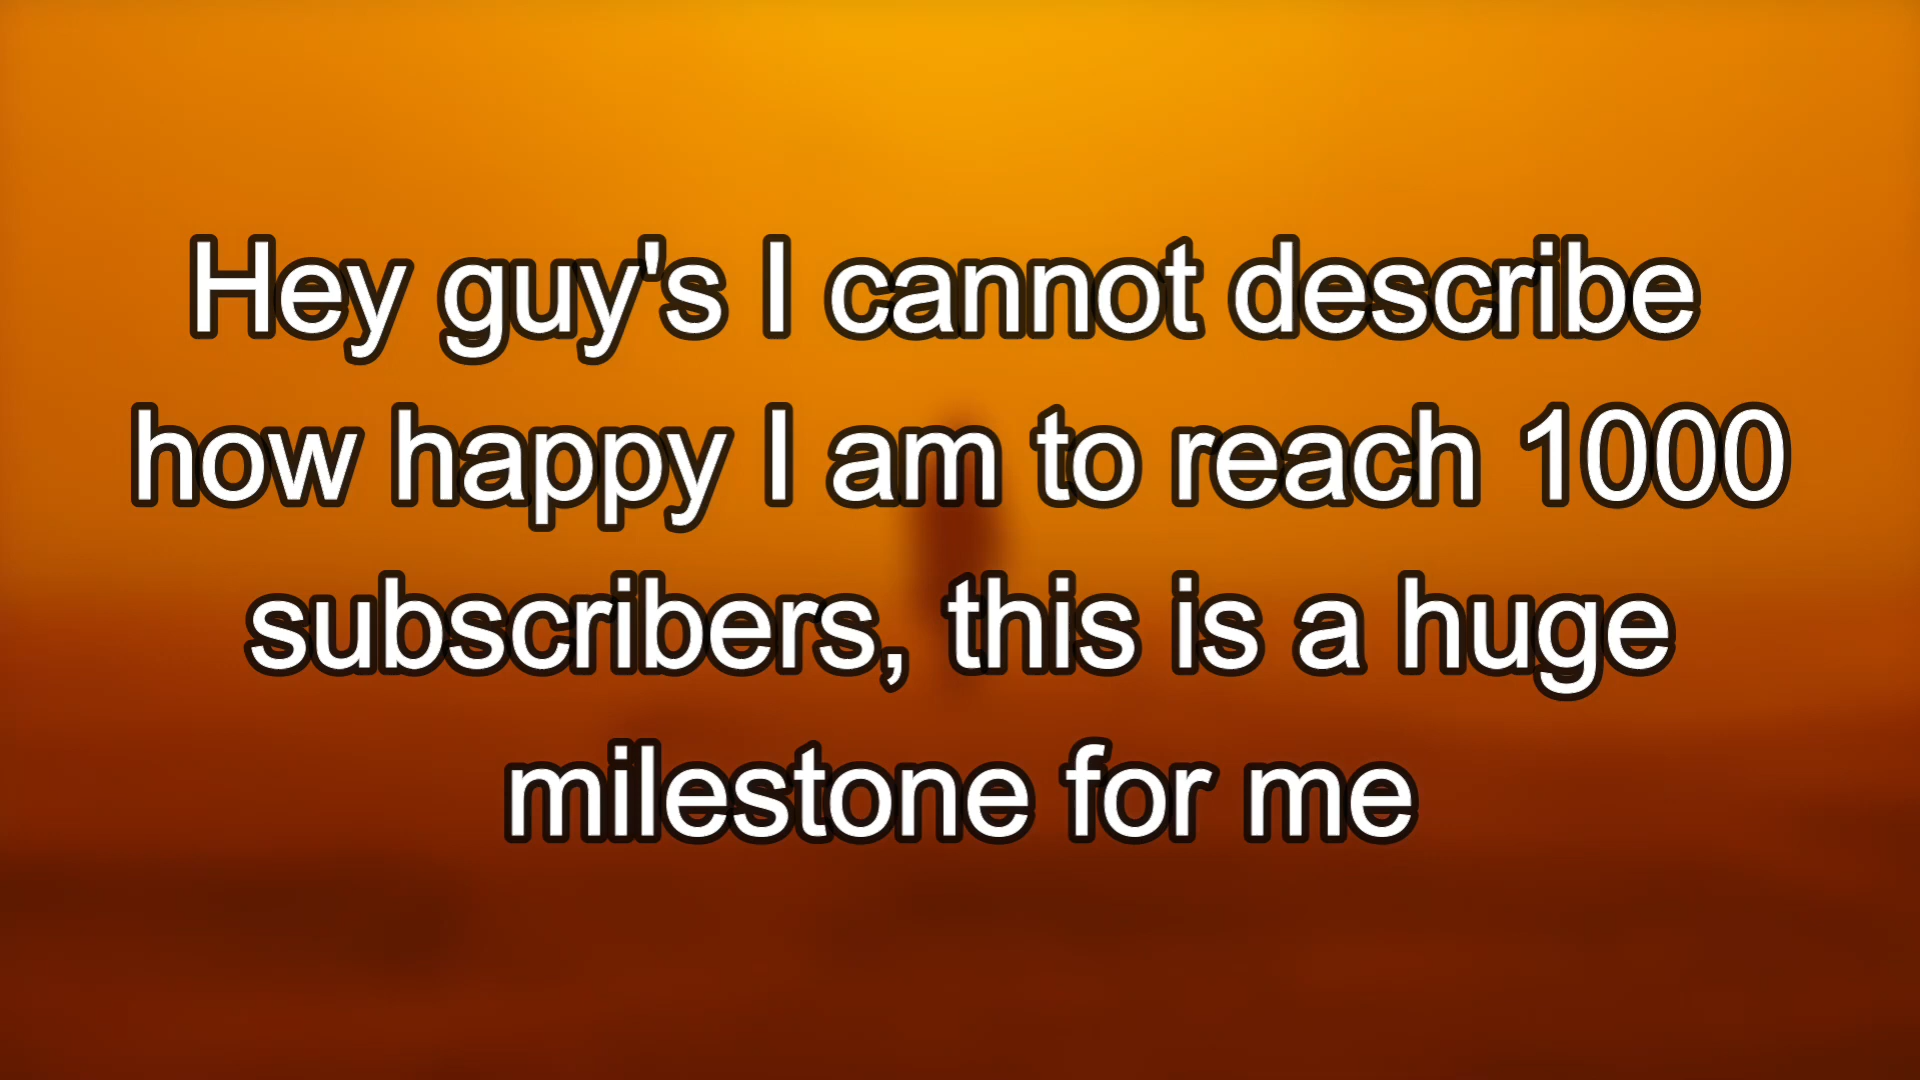 Hey guy's I cannot describe
how happy I am to reach 1000
subscribers, this is a huge
milestone for me